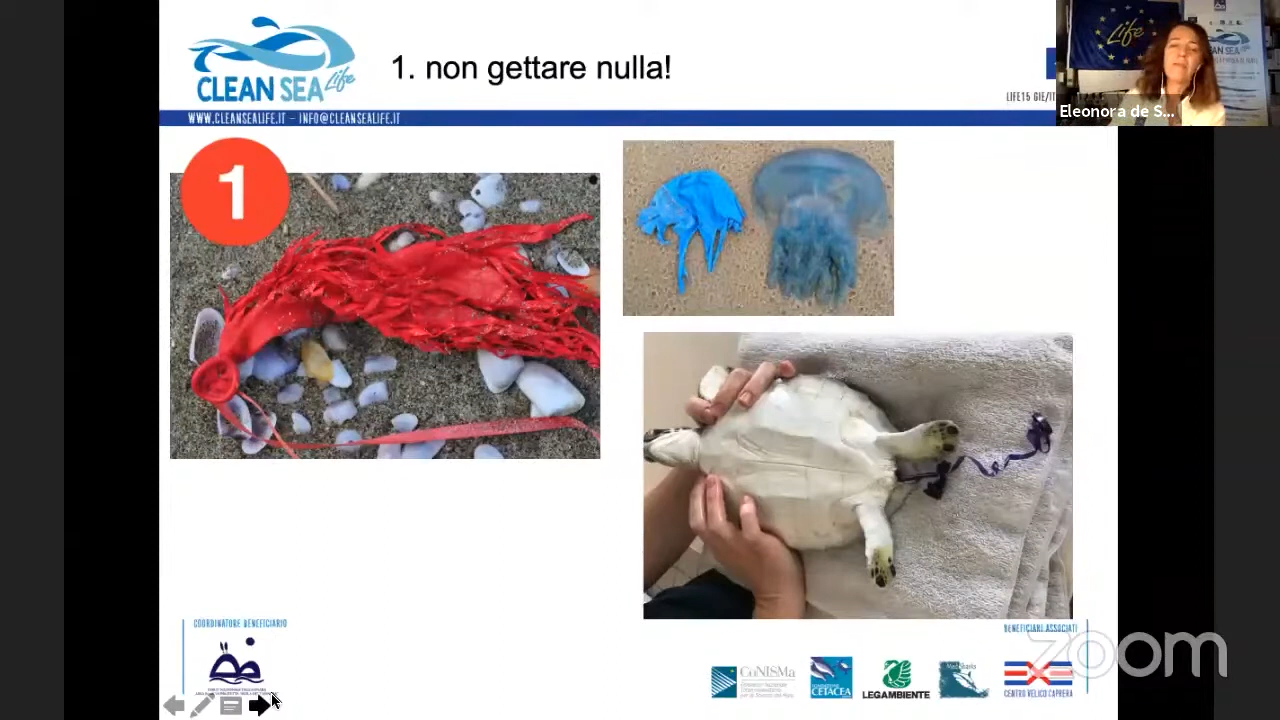 CLEAN SEA
Life
1. non gettare nulla!
LIFE15 GIE/IT
Life
Eleonora de S...
WWW.CLEANSEALIFE.IT - INFO@CLEANSEALIFE.IT
1
COORDINATORE BENEFICIARIO
BENEFICIARI ASSOCIATI
zoom
CoNISMa
CETACEA
LEGAMBIENTE
CENTRO VELICO CAPRERA